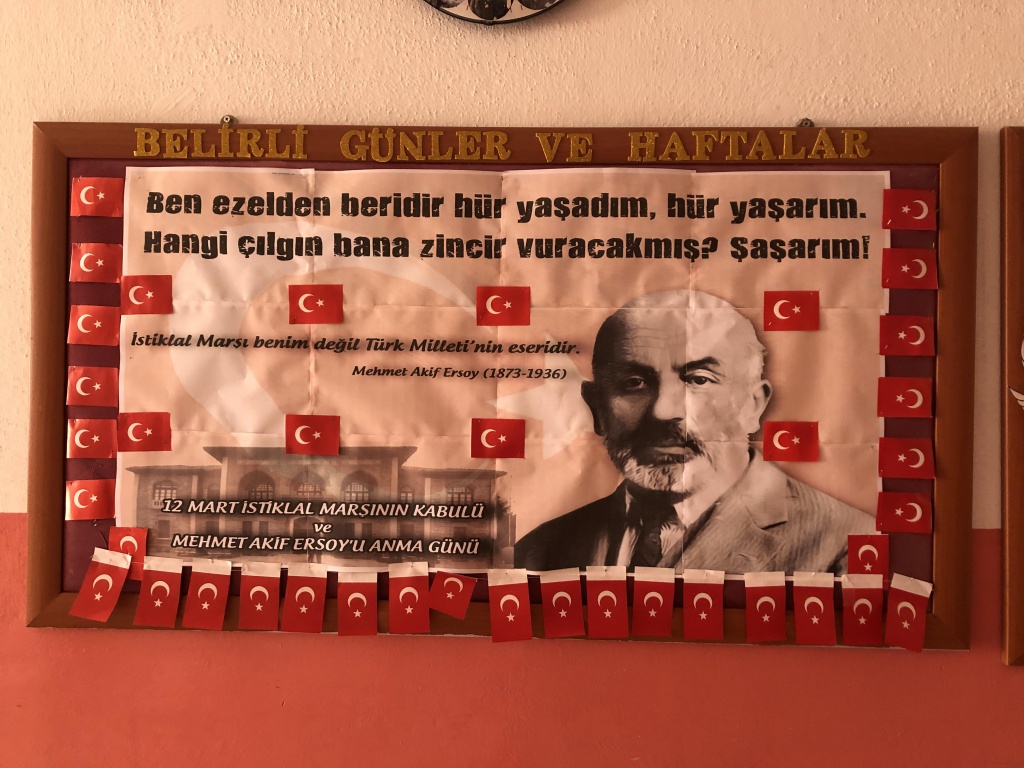 BELİRLİ GÜNLER VE HAFTALAR
Ben ezelden beridir hür yaşadım, hür yaşarım.
Hangi çılgın bana zincir vuracakmış? Şaşarım!
İstiklal Marşı benim değil Türk Milleti'nin eseridir.
Mehmet Akif Ersoy (1873-1936)
12 MART İSTİKLAL MARŞININ KABULÜ
ve
MEHMET AKİF ERSOY'U ANMA GÜNÜ